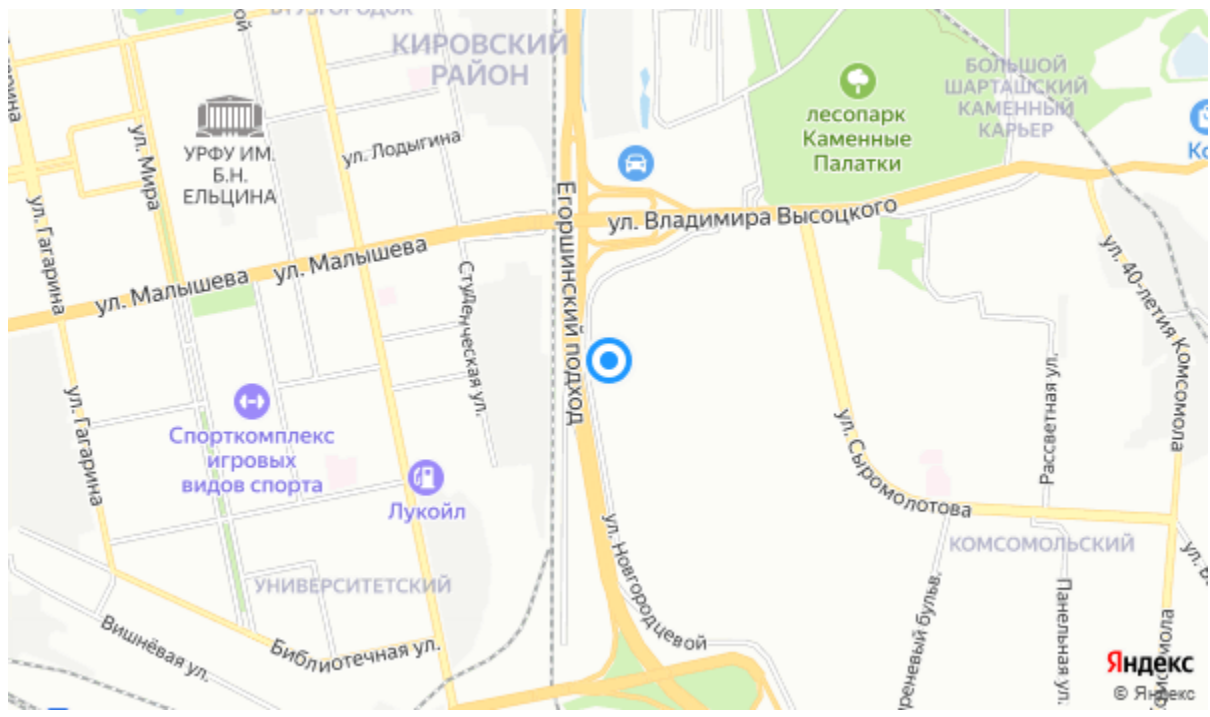 ВТУЗГОРОДОК
КИРОВСКИЙ
РАЙОН
БОЛЬШОЙ
ШАРТАШСКИЙ
КАМЕННЫЙ
КАРЬЕР
лесопарк
Каменные
Палатки
УРФУ ИМ.
Б.Н.
ЕЛЬЦИНА
ул. Мира
ул. Лодыгина
ул. Гагарина
ул. Малышева
ул. Малышева
ул. Владимира Высоцкого
Егоршинский подход
Студенческая ул.
ул. 40-летия Комсомола
Рассветная ул.
ул. Гагарина
Спорткомплекс
игровых
видов спорта
Лукойл
ул. Сыромолотова
КОМСОМОЛЬСКИЙ
ул. Новгородцевой
УНИВЕРСИТЕТСКИЙ
Вишнёвая ул.
Библиотечная ул.
Панельная ул.
Яндекс
© Яндекс